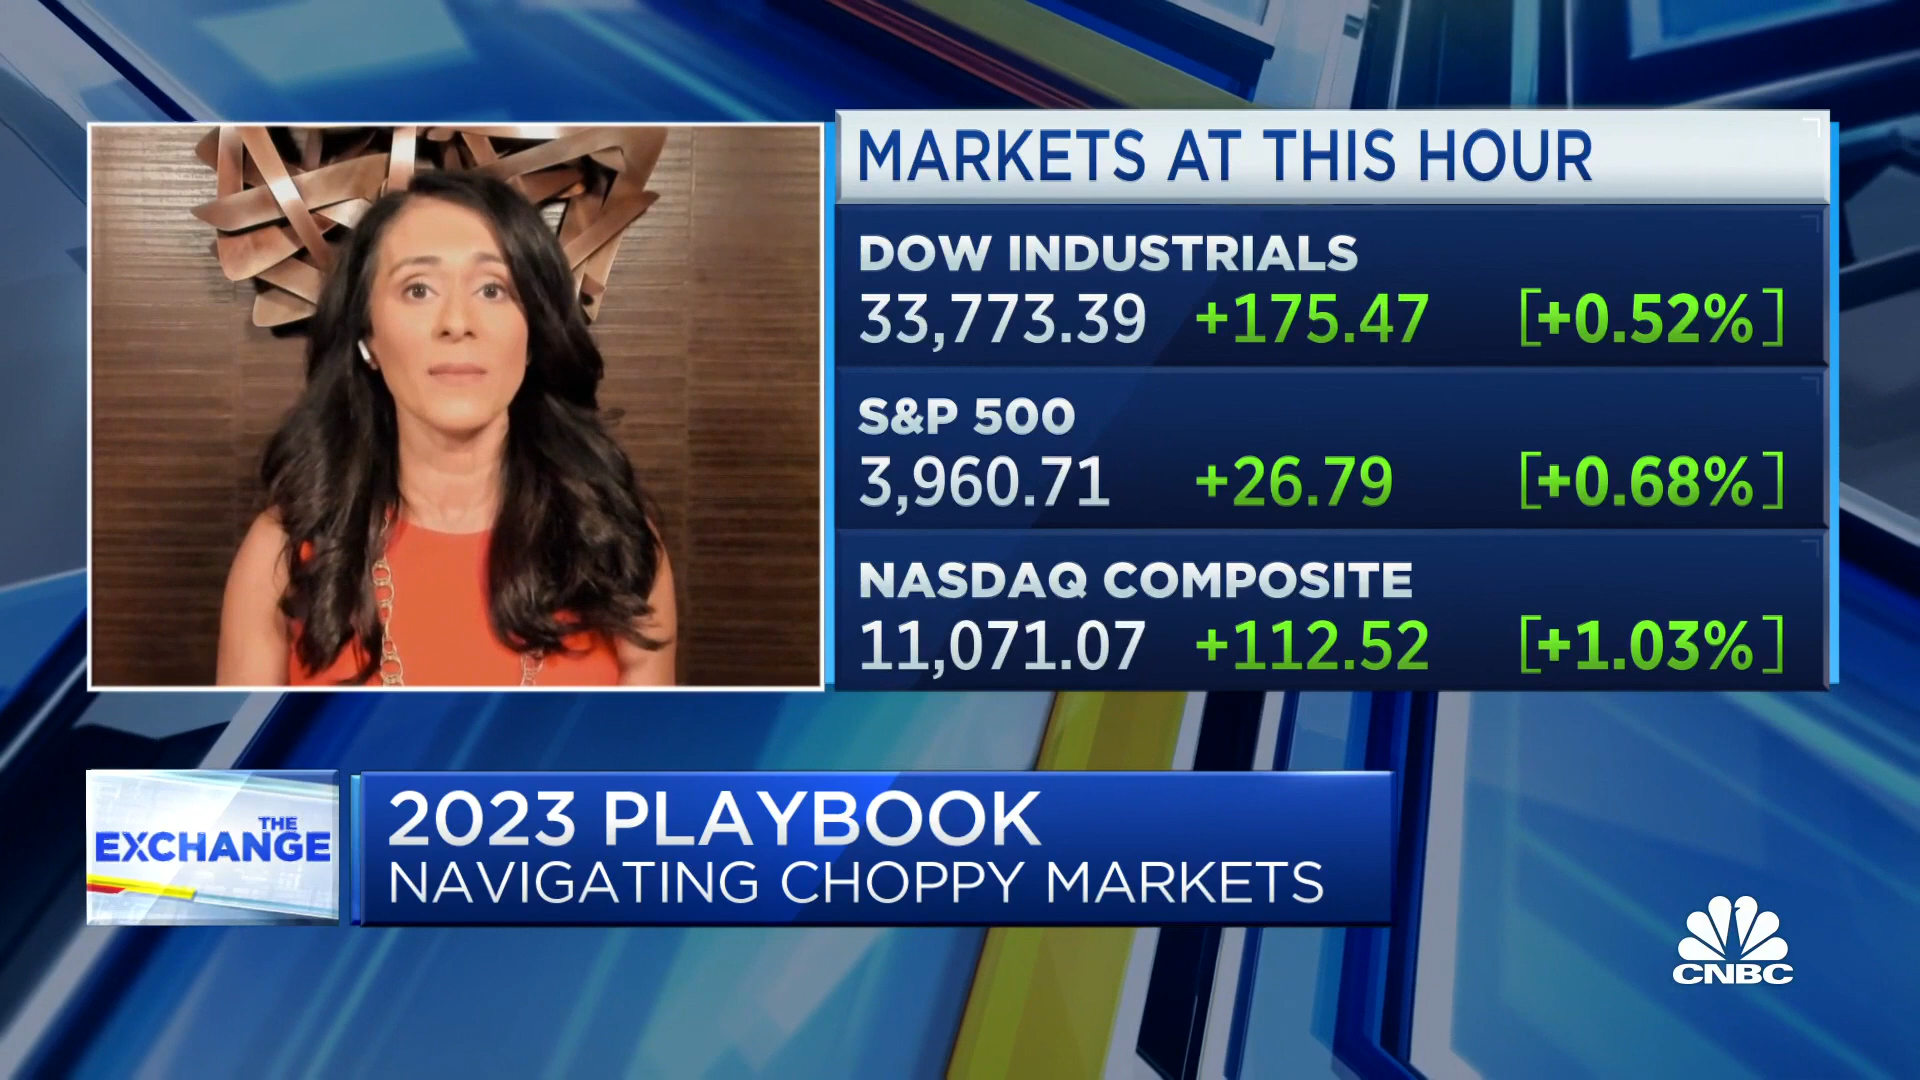 MARKETS AT THIS HOUR
DOW INDUSTRIALS
33,773.39 +175.47 [+0.52%]
S&P 500
3,960.71 +26.79 [+0.68%]
NASDAQ COMPOSITE
11,071.07 +112.52 [+1.03%]
THE
EXCHANGE
2023 PLAYBOOK
NAVIGATING CHOPPY MARKETS
CNBC